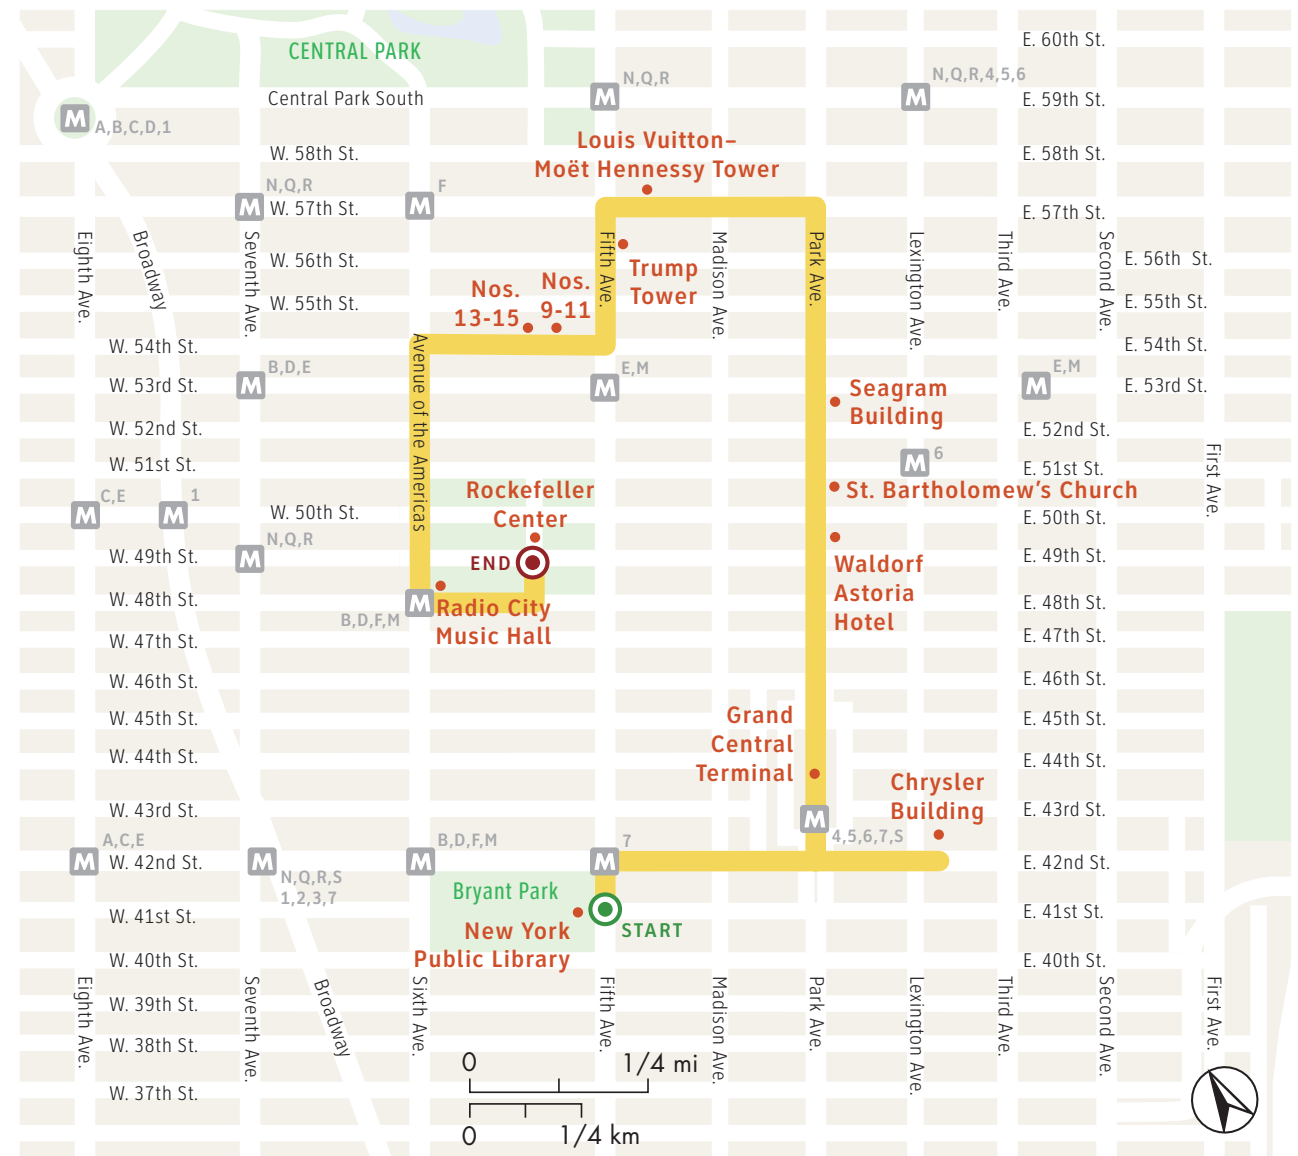 CENTRAL PARK
E. 60th St.
Central Park South
M
N,Q,R
M
N,Q,R,4,5,6
E. 59th St.
M
A,B,C,D,1
Louis Vuitton–
Moët Hennessy Tower
W. 58th St.
E. 58th St.
M
N,Q,R
W. 57th St.
M
F
E. 57th St.
Eighth Ave.
Broadway
Seventh Ave.
Fifth Ave.
Madison Ave.
Park Ave.
Lexington Ave.
Third Ave.
Second Ave.
W. 56th St.
E. 56th St.
Trump
Tower
Nos.
13-15
Nos.
9-11
W. 55th St.
E. 55th St.
W. 54th St.
E. 54th St.
Avenue of the Americas
W. 53rd St.
M
B,D,E
M
E,M
M
E,M
E. 53rd St.
Seagram
Building
W. 52nd St.
E. 52nd St.
W. 51st St.
M
6
E. 51st St.
First Ave.
Rockefeller
Center
St. Bartholomew's Church
M
C,E
M
1
W. 50th St.
E. 50th St.
M
N,Q,R
W. 49th St.
E. 49th St.
END
Waldorf
Astoria
Hotel
W. 48th St.
M
B,D,F,M
Radio City
Music Hall
E. 48th St.
W. 47th St.
E. 47th St.
W. 46th St.
E. 46th St.
W. 45th St.
E. 45th St.
Grand
Central
Terminal
W. 44th St.
E. 44th St.
Chrysler
Building
W. 43rd St.
E. 43rd St.
M
4,5,6,7,S
M
A,C,E
W. 42nd St.
M
N,Q,R,S
1,2,3,7
M
B,D,F,M
M
7
E. 42nd St.
Bryant Park
W. 41st St.
E. 41st St.
New York
Public Library
START
W. 40th St.
E. 40th St.
Eighth Ave.
Seventh Ave.
Broadway
Sixth Ave.
Fifth Ave.
Madison Ave.
Park Ave.
Lexington Ave.
Third Ave.
Second Ave.
First Ave.
W. 39th St.
W. 38th St.
W. 37th St.
0
1/4 mi
0
1/4 km